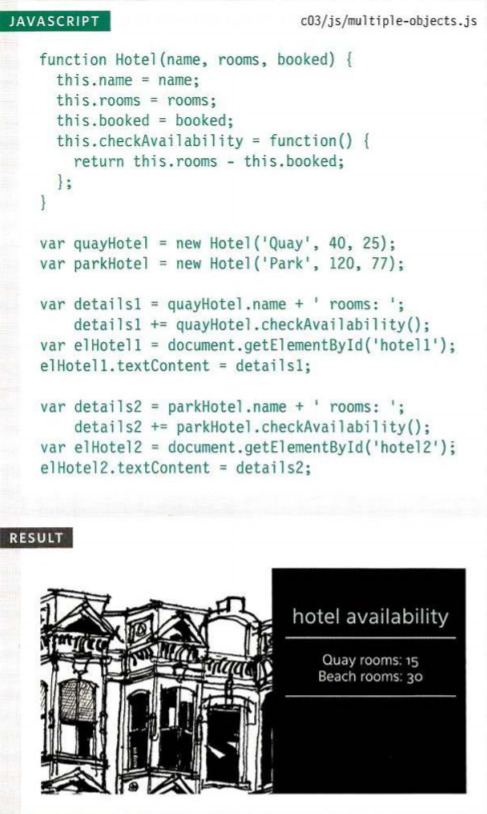 JAVASCRIPT c03/js/multiple-objects.js
function Hotel(name, rooms, booked) {
this.name = name;
this.rooms = rooms;
this.booked = booked;
this.checkAvailability = function() {
return this.rooms - this.booked;
};
}
var quayHotel = new Hotel('Quay', 40, 25);
var parkHotel = new Hotel('Park', 120, 77);
var details1 = quayHotel.name + ' rooms: ';
details1 += quayHotel.checkAvailability();
var elHotel1 = document.getElementById('hotel1');
elHotel1.textContent = details1;
var details2 = parkHotel.name + ' rooms: ';
details2 += parkHotel.checkAvailability();
var elHotel2 = document.getElementById('hotel2');
elHotel2.textContent = details2;
RESULT
hotel availability
Quay rooms: 15
Beach rooms: 30